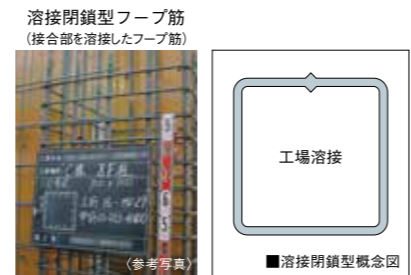 溶接閉鎖型フープ筋
（接合部を溶接したフープ筋）
（参考写真）
工場溶接
■溶接閉鎖型概念図